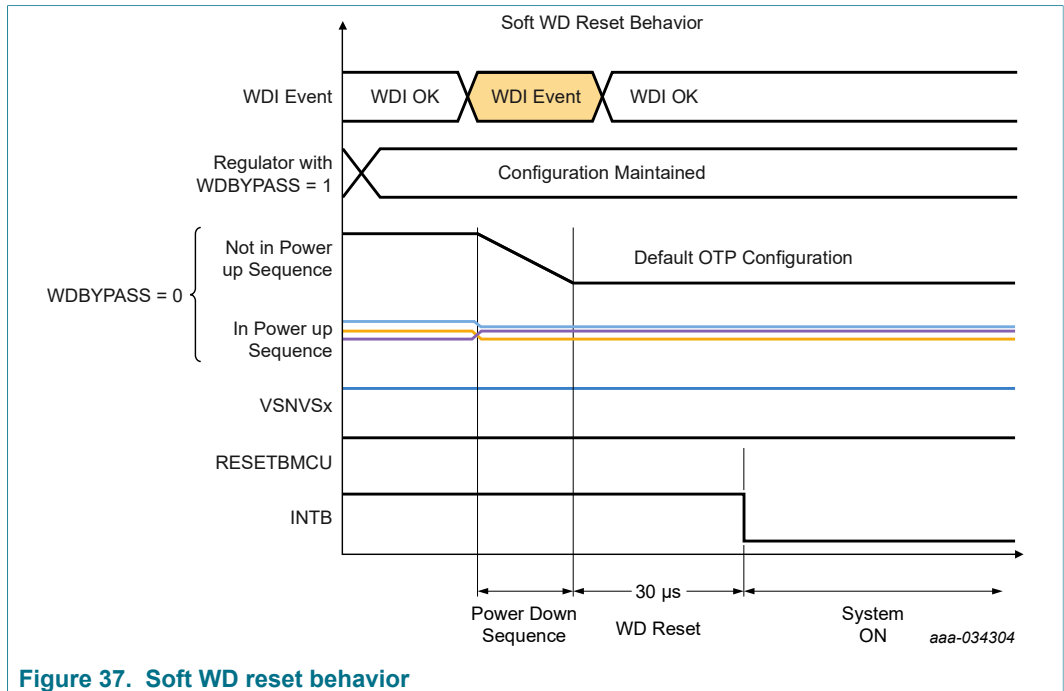 Soft WD Reset Behavior
WDI Event
WDI OK
WDI Event
WDI OK
Regulator with
WDBYPASS = 1
Configuration Maintained
WDBYPASS = 0
Not in Power
up Sequence
Default OTP Configuration
In Power up
Sequence
VSNVSx
RESETBMCU
INTB
30 µs
Power Down
Sequence
WD Reset
System
ON
aaa-034304
Figure 37. Soft WD reset behavior